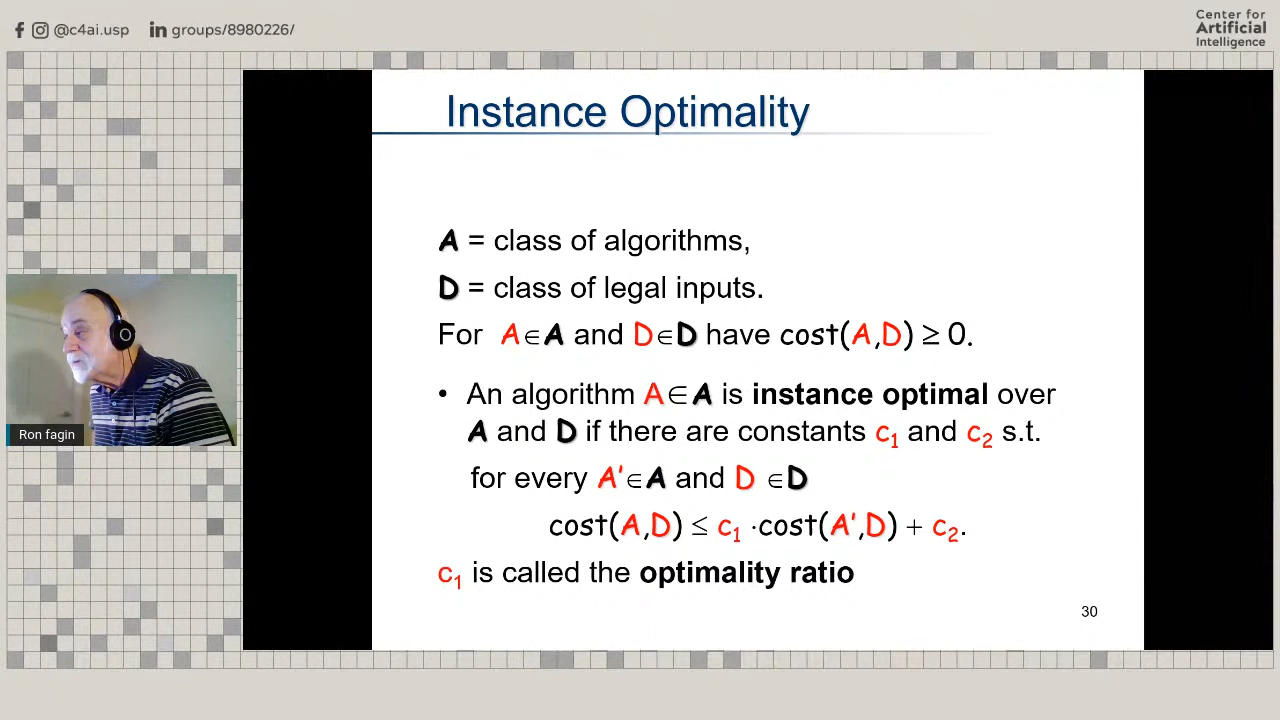 @c4ai.usp in groups/8980226/
Center for
Artificial
Intelligence
Instance Optimality
A = class of algorithms,
D = class of legal inputs.
For A∈A and D∈D have cost(A,D) ≥ 0.
• An algorithm A∈A is instance optimal over
A and D if there are constants c₁ and c₂ s.t.
for every A'∈A and D ∈D
cost(A,D) ≤ c₁ ·cost(A',D) + c₂.
c₁ is called the optimality ratio
30
Ron fagin